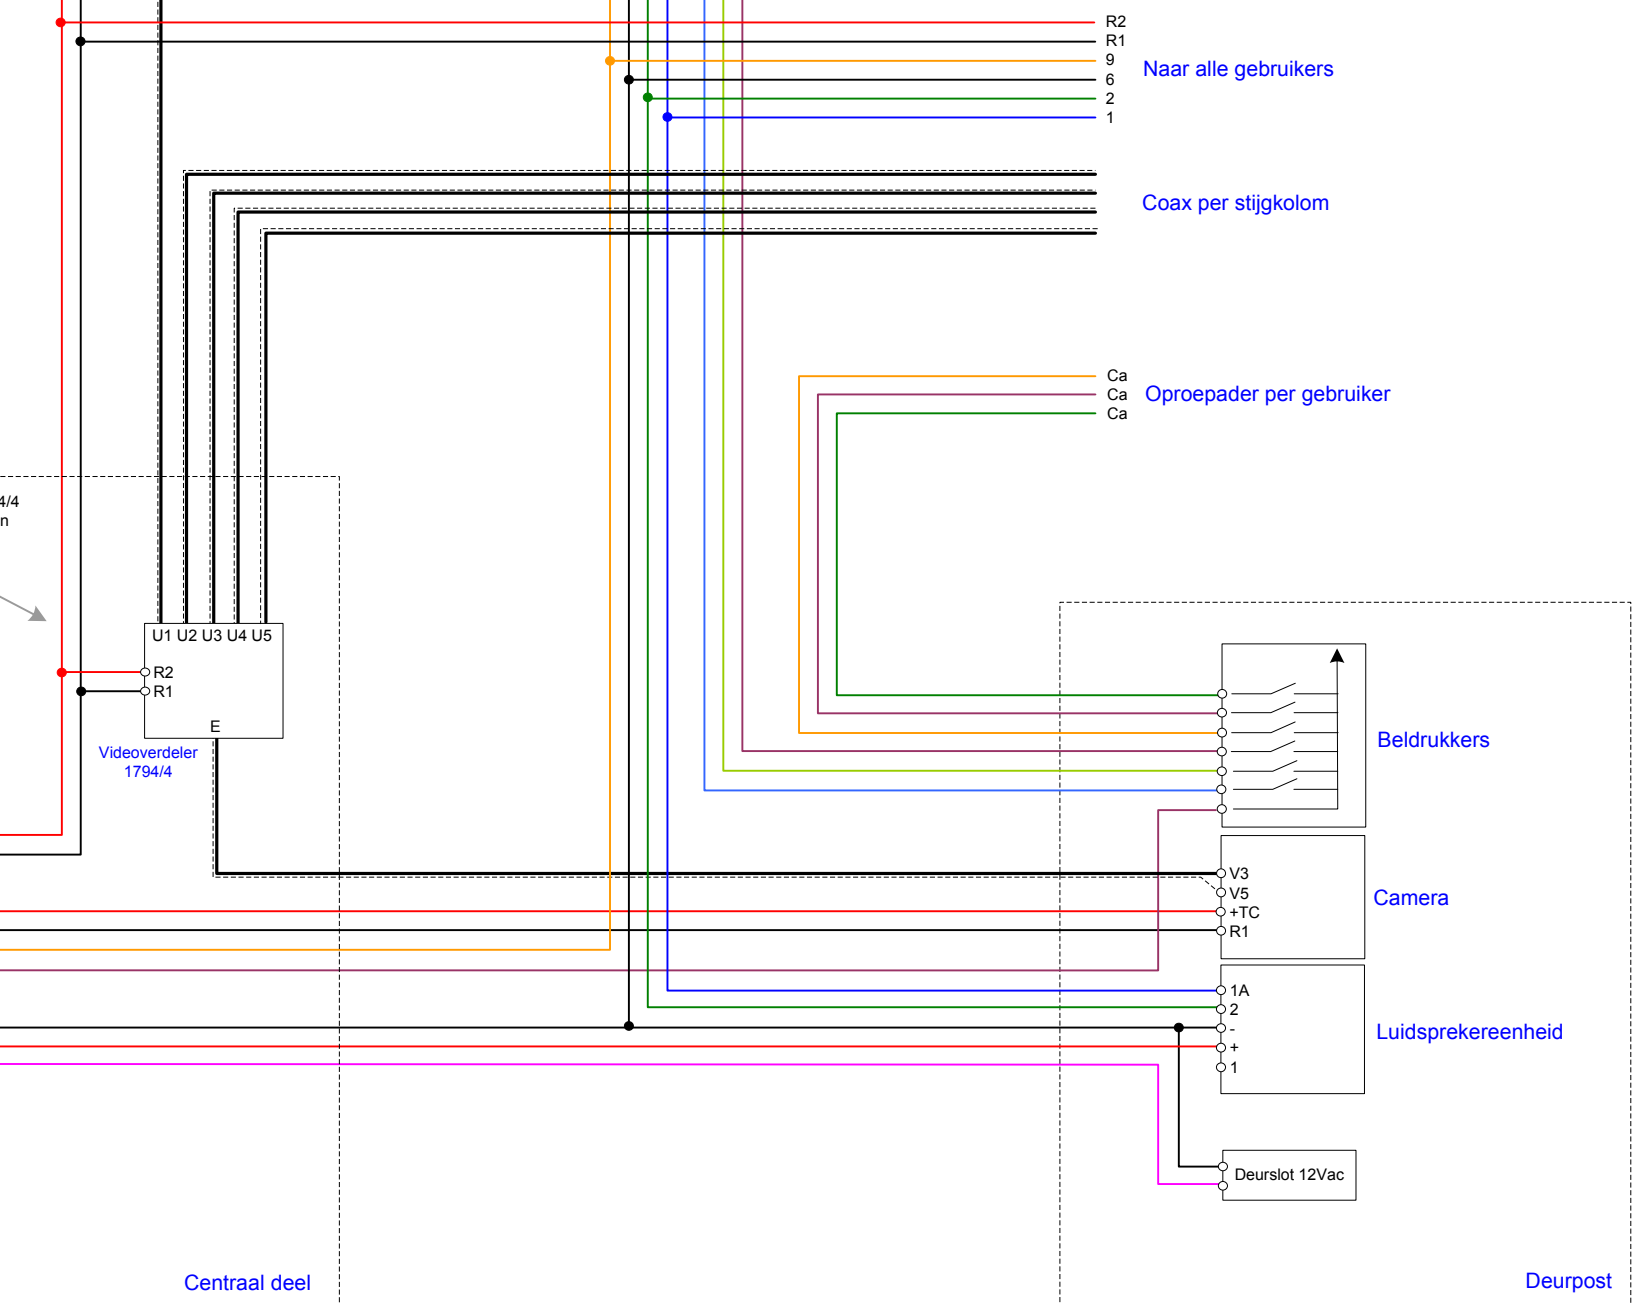 R2
R1
9
6
2
1
Naar alle gebruikers
Coax per stijgkolom
Ca
Ca
Ca
Oproepader per gebruiker
4/4
n
U1 U2 U3 U4 U5
R2
R1
E
Videoverdeler
1794/4
Beldrukkers
V3
V5
+TC
R1
Camera
1A
2
-
+
1
Luidsprekereenheid
Deurslot 12Vac
Centraal deel
Deurpost